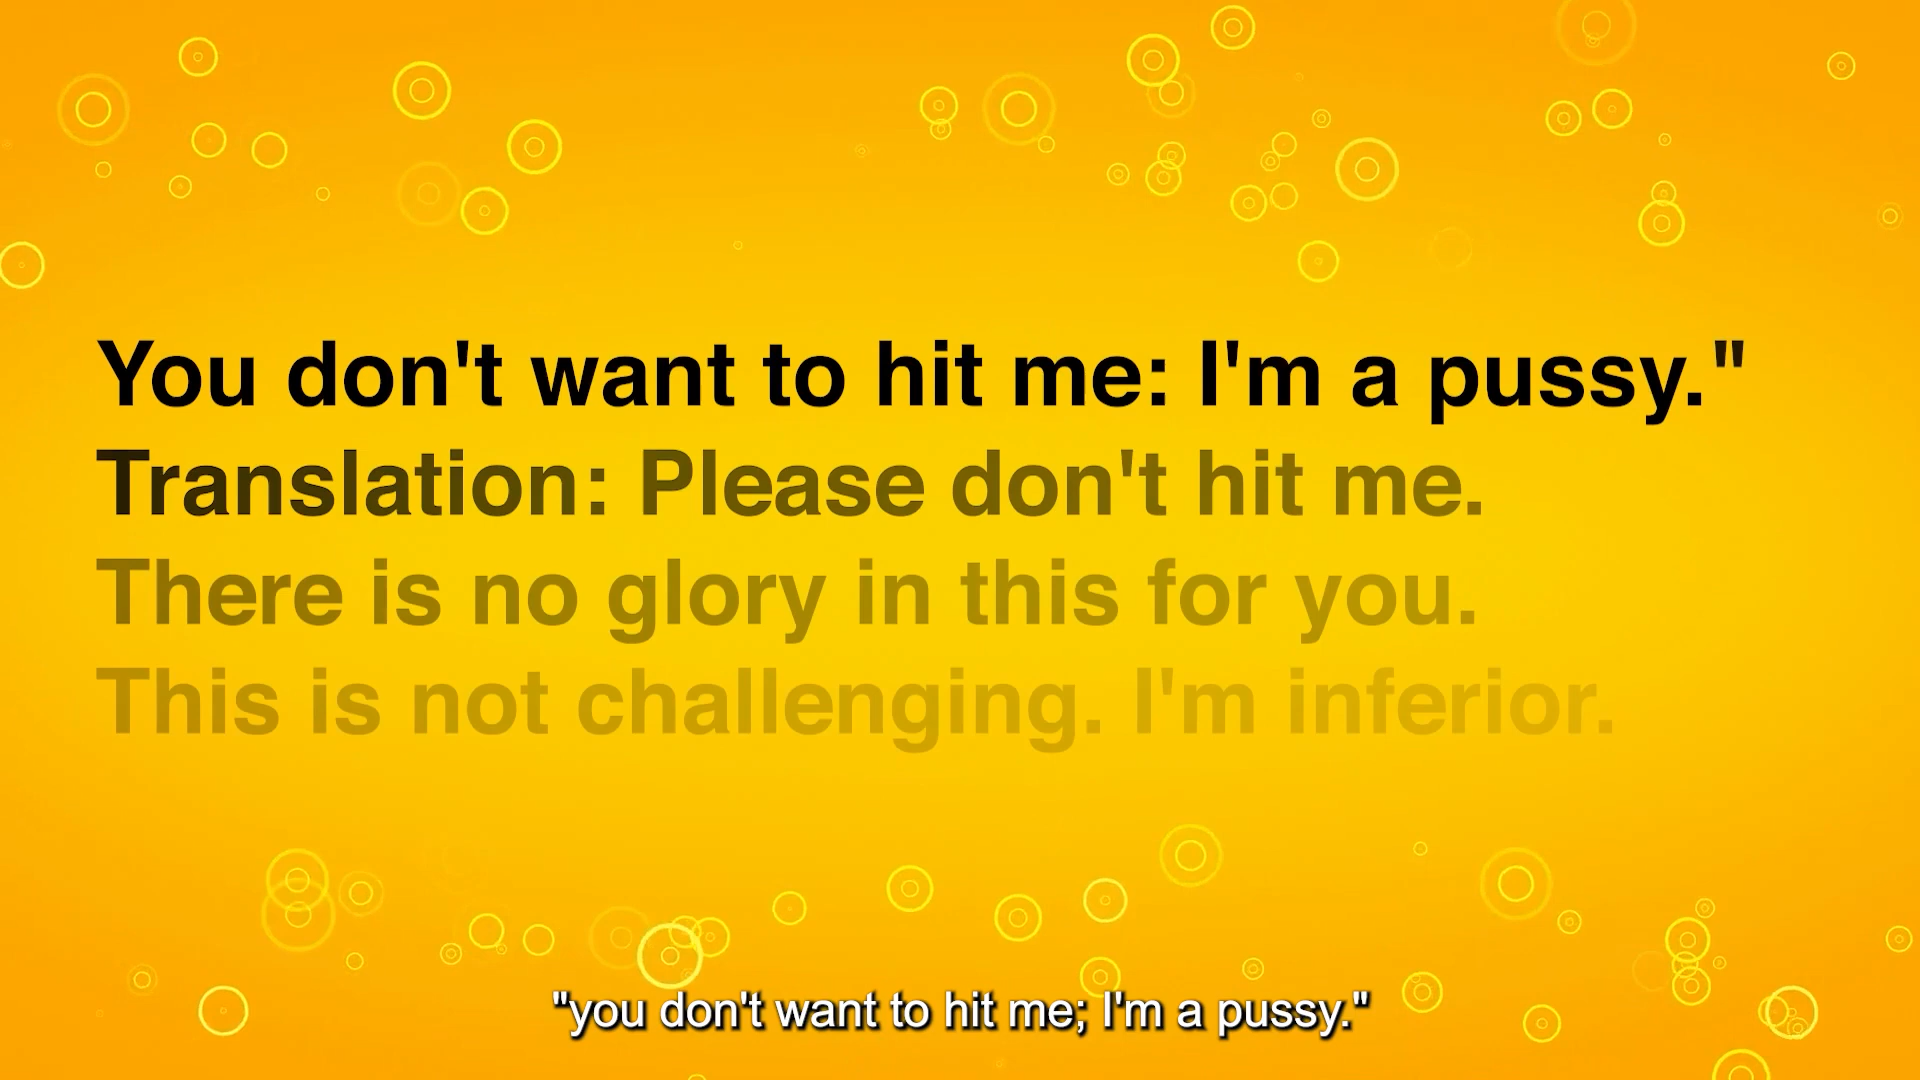 You don't want to hit me: I'm a pussy."
Translation: Please don't hit me.
There is no glory in this for you.
This is not challenging. I'm inferior.
"you don't want to hit me; I'm a pussy."